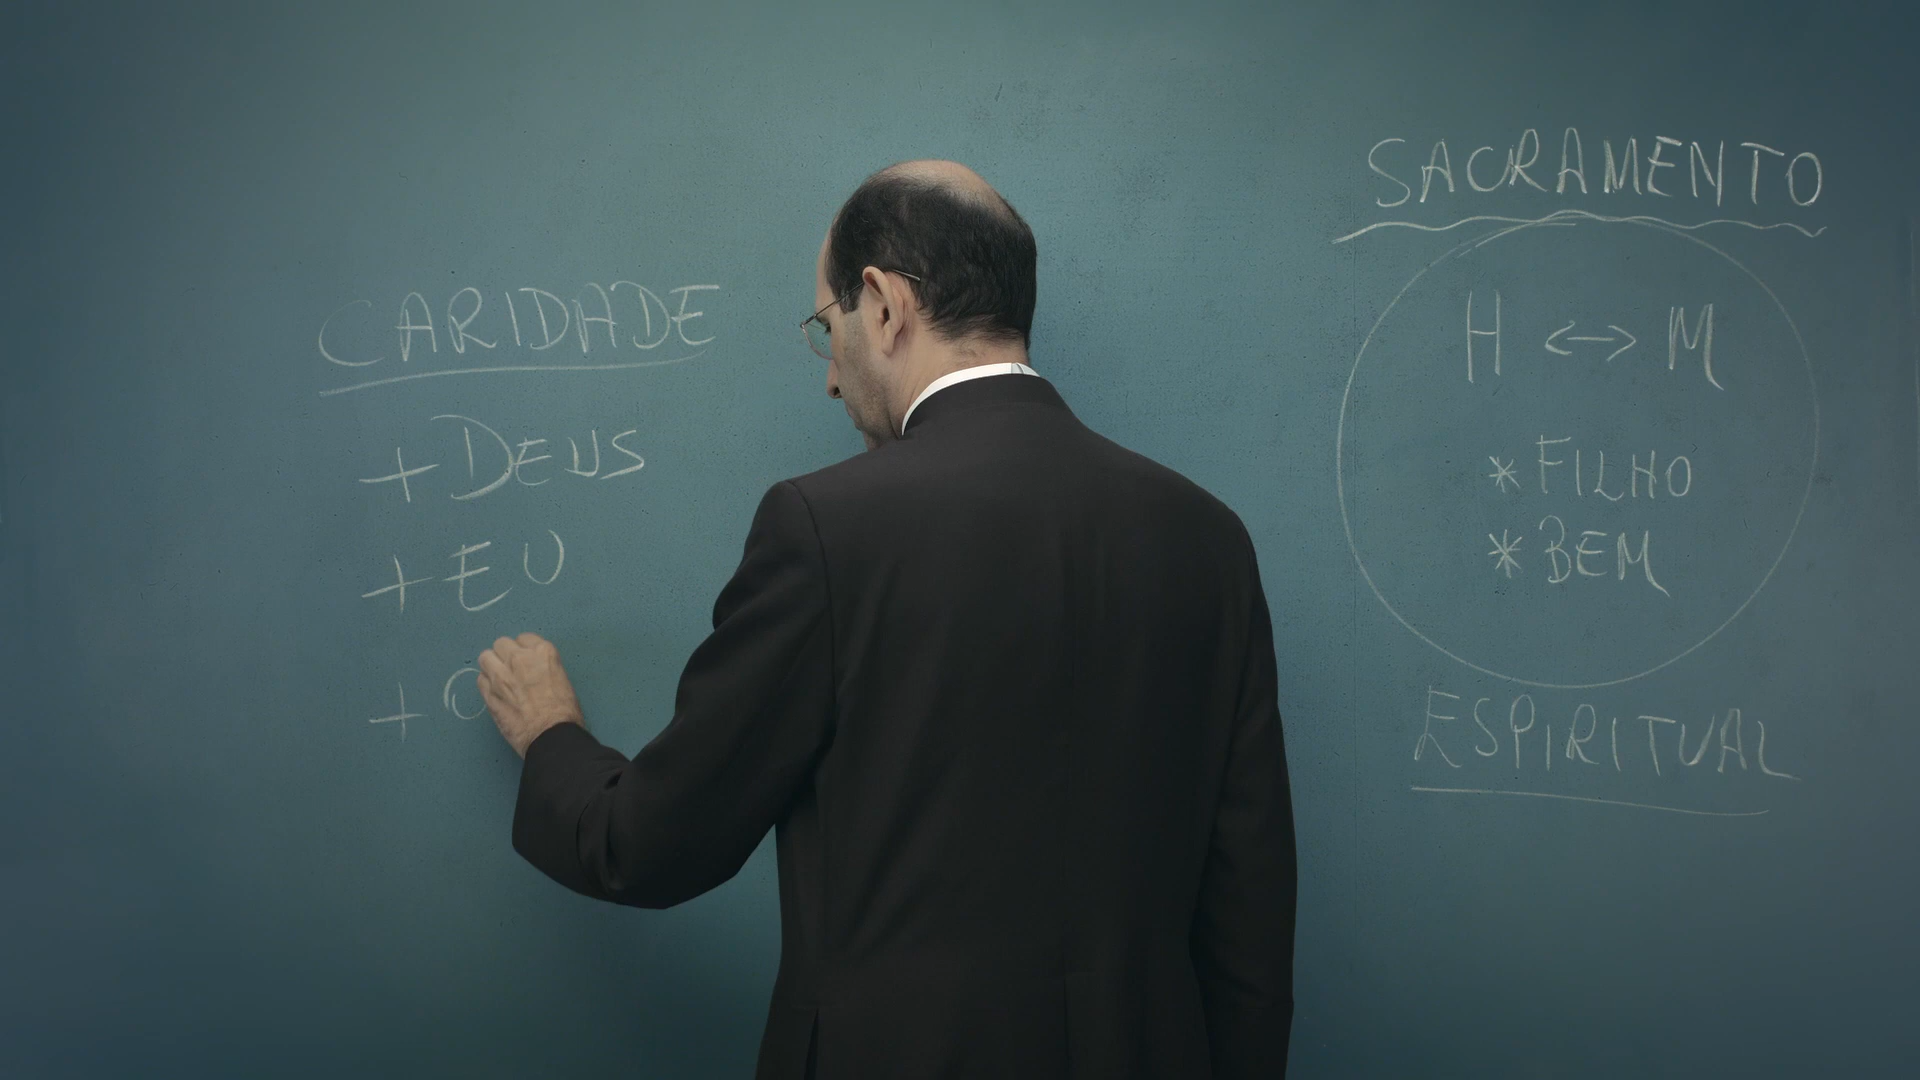 CARIDADE
+ DEUS
+ EU
+ O
SACRAMENTO
H <-> M
* FILHO
* BEM
ESPIRITUAL